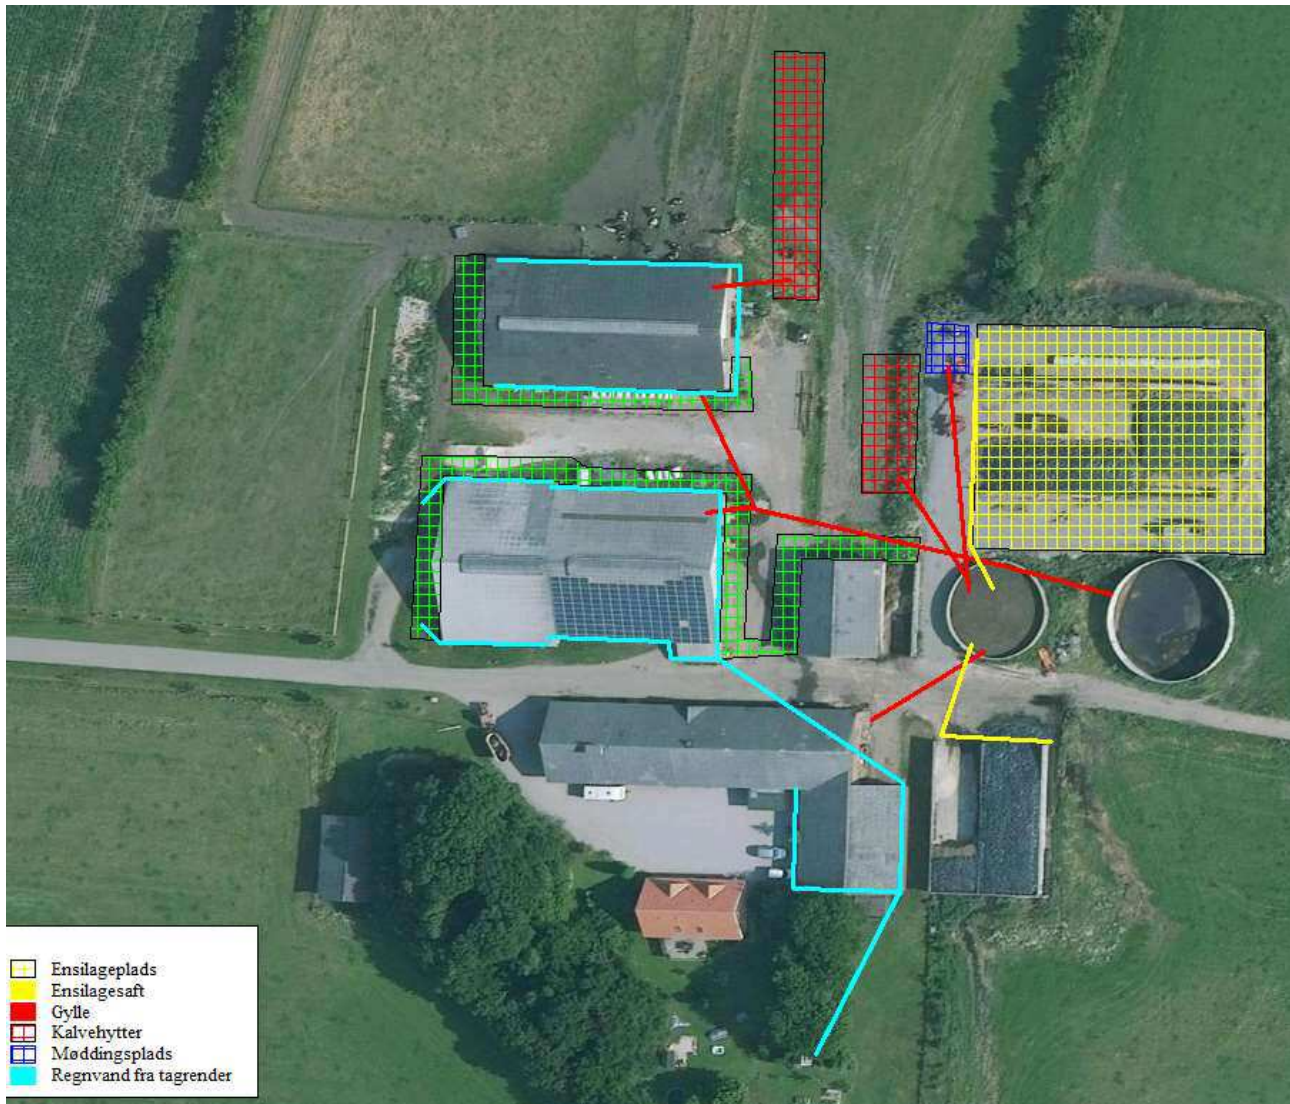 Ensilageplads
Ensilagesaft
Gylle
Kalvehytter
Møddingsplads
Regnvand fra tagrender